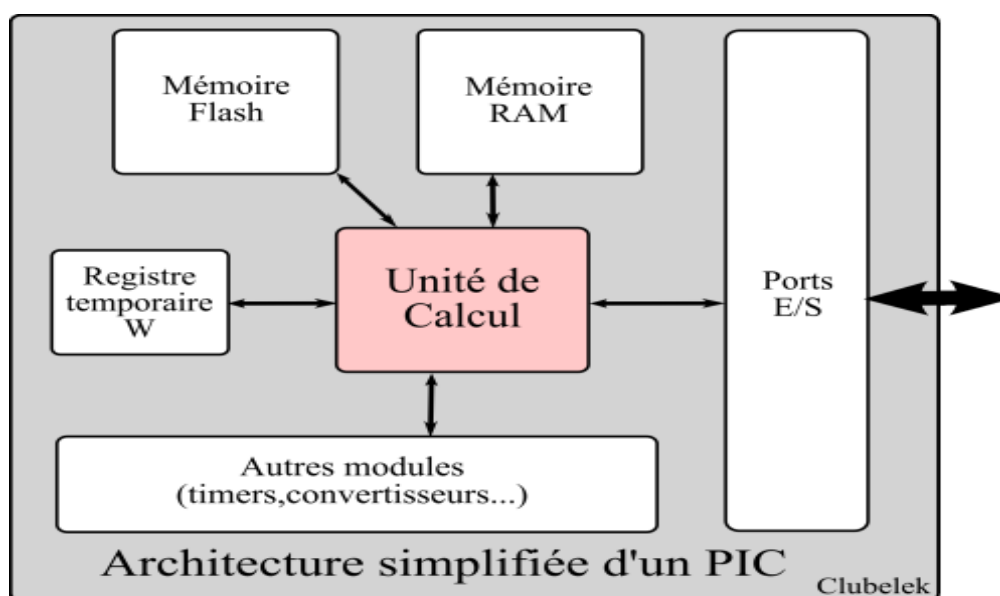 Mémoire
Flash
Mémoire
RAM
Registre
temporaire
W
Unité de
Calcul
Ports
E/S
Autres modules
(timers,convertisseurs...)
Architecture simplifiée d'un PIC
Clubelek